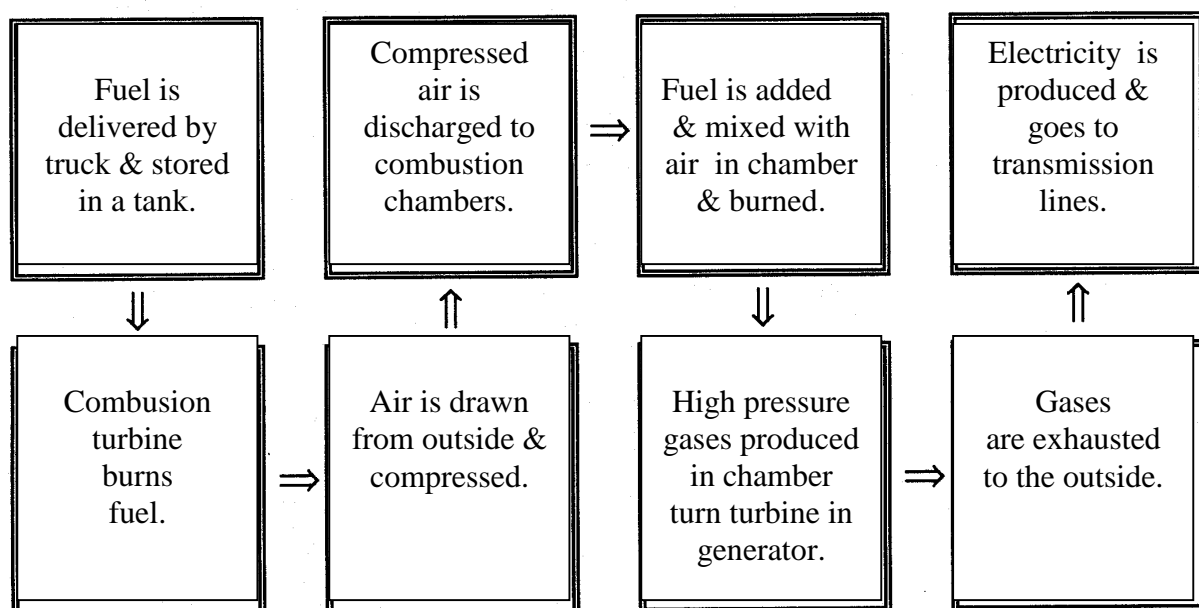 Fuel is
delivered by
truck & stored
in a tank.
Combusion
turbine
burns
fuel.
Air is drawn
from outside &
compressed.
Compressed
air is
discharged to
combustion
chambers.
Fuel is added
& mixed with
air in chamber
& burned.
High pressure
gases produced
in chamber
turn turbine in
generator.
Gases
are exhausted
to the outside.
Electricity is
produced &
goes to
transmission
lines.